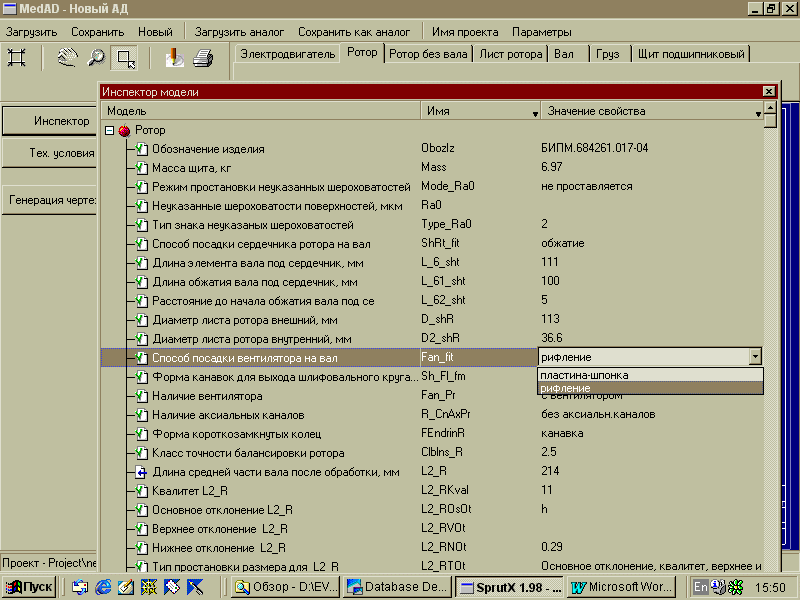 MedAD - Новый АД
Загрузить Сохранить Новый Загрузить аналог Сохранить как аналог Имя проекта Параметры
Электродвигатель Ротор Ротор без вала Лист ротора Вал Груз Щит подшипниковый
Инспектор модели
Модель Имя Значение свойства
Инспектор
Тех. условия
Генерация черте
Ротор
Обозначение изделия ObozIz БИПМ.684261.017-04
Масса щита, кг Mass 6.97
Режим простановки неуказанных шероховатостей Mode_Ra0 не проставляется
Неуказаные шероховатости поверхностей, мкм Ra0
Тип знака неуказаных шероховатостей Type_Ra0 2
Способ посадки сердечника ротора на вал ShRt_fit обжатие
Длина элемента вала под сердечник, мм L_6_sht 111
Длина обжатия вала под сердечник, мм L_61_sht 100
Расстояние до начала обжатия вала под се L_62_sht 5
Диаметр листа ротора внешний, мм D_shR 113
Диаметр листа ротора внутренний, мм D2_shR 36.6
Способ посадки вентилятора на вал Fan_fit рифление
пластина-шпонка
рифление
Форма канавок для выхода шлифовального круга... Sh_Fl_fm
Наличие вентилятора Fan_Pr с вентилятором
Наличие аксиальных каналов R_CnAxPr без аксиальн.каналов
Форма короткозамкнутых колец FEndrinR канавка
Класс точности балансировки ротора Clblns_R 2.5
Длина средней части вала после обработки, мм L2_R 214
Квалитет L2_R L2_RKval 11
Основное отклонение L2_R L2_ROsOt h
Верхнее отклонение L2_R L2_RVOt
Нижнее отклонение L2_R L2_RNOt 0.29
Тип простановки размера для L2_R L2_RTOt Основное отклонение, квалитет, верхнее и
Проект - Project\ne
Пуск Обзор - D:\EV... Database De... SprutX 1.98 - ... Microsoft Wor... En 15:50